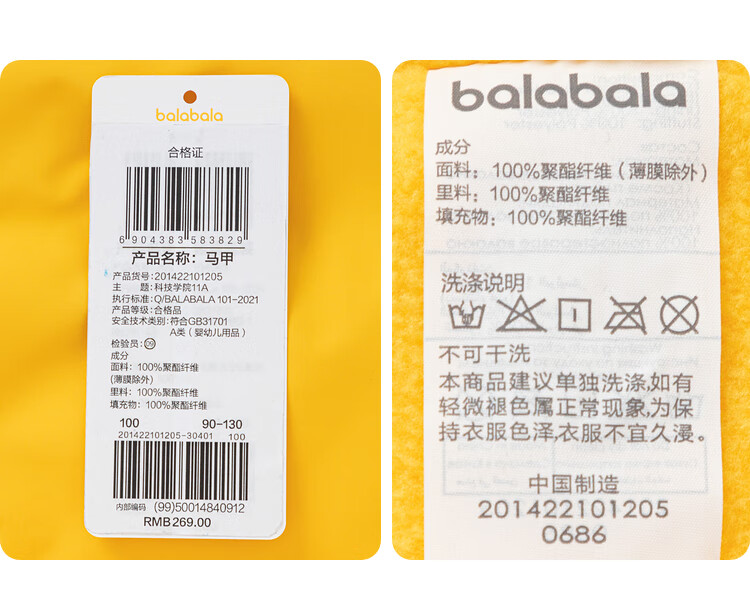 balabala
合格证
6 904383 583829
产品名称：马甲
产品货号：201422101205
主　　题：科技学院11A
执行标准：Q/BALABALA 101-2021
产品等级：合格品
安全技术类别：符合GB31701
A类（婴幼儿用品）
检验员：09
成分
面料：100%聚酯纤维
(薄膜除外)
里料：100%聚酯纤维
填充物：100%聚酯纤维
100 90-130
201422101205-30401 100
内部编码 (99)50014840912
RMB269.00
balabala
成分
面料：100%聚酯纤维（薄膜除外）
里料：100%聚酯纤维
填充物：100%聚酯纤维
洗涤说明
不可干洗
本商品建议单独洗涤,如有
轻微褪色属正常现象,为保
持衣服色泽,衣服不宜久漫。
中国制造
201422101205
0686